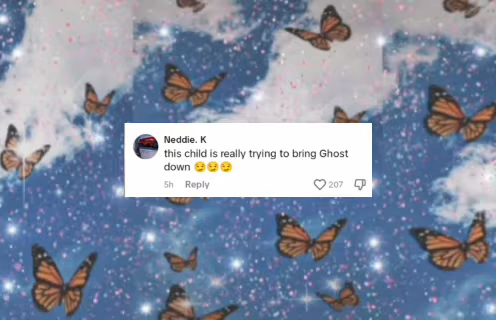 Neddie. K
this child is really trying to bring Ghost
down 😏😏😏
5h Reply 207